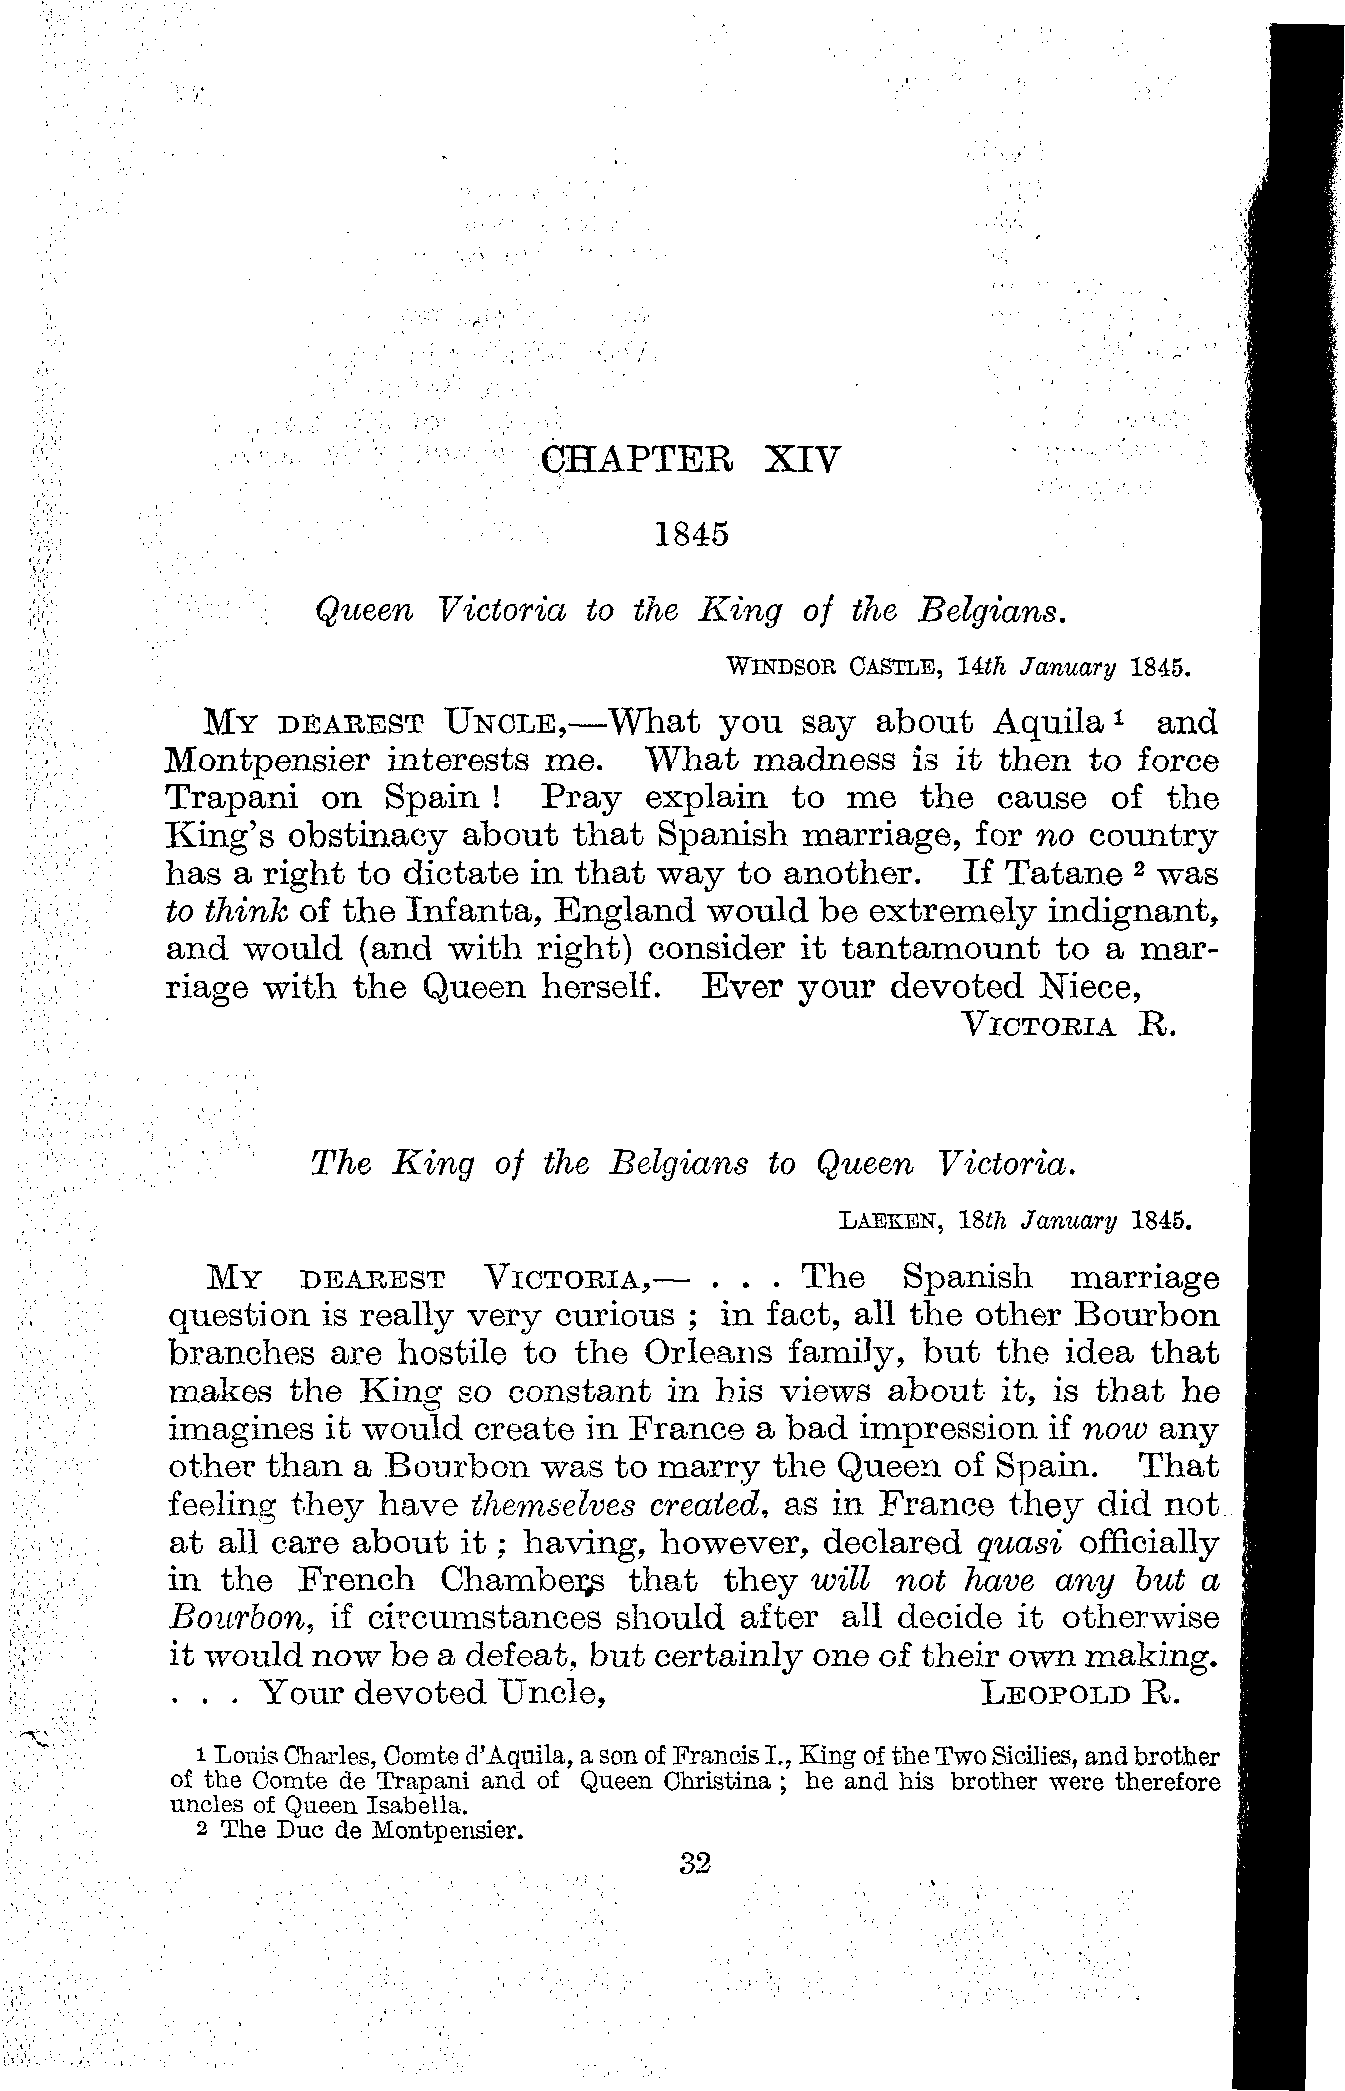 CHAPTER XIV
1845
Queen Victoria to the King of the Belgians.
WINDSOR CASTLE, 14th January 1845.
MY DEAREST UNCLE,—What you say about Aquila 1 and
Montpensier interests me. What madness is it then to force
Trapani on Spain ! Pray explain to me the cause of the
King's obstinacy about that Spanish marriage, for no country
has a right to dictate in that way to another. If Tatane 2 was
to think of the Infanta, England would be extremely indignant,
and would (and with right) consider it tantamount to a mar-
riage with the Queen herself. Ever your devoted Niece,
VICTORIA R.
The King of the Belgians to Queen Victoria.
LAEKEN, 18th January 1845.
MY DEAREST VICTORIA,— . . . The Spanish marriage
question is really very curious ; in fact, all the other Bourbon
branches are hostile to the Orleans family, but the idea that
makes the King so constant in his views about it, is that he
imagines it would create in France a bad impression if now any
other than a Bourbon was to marry the Queen of Spain. That
feeling they have themselves created, as in France they did not
at all care about it ; having, however, declared quasi officially
in the French Chambers that they will not have any but a
Bourbon, if circumstances should after all decide it otherwise
it would now be a defeat, but certainly one of their own making.
. . . Your devoted Uncle, LEOPOLD R.
1 Louis Charles, Comte d'Aquila, a son of Francis I., King of the Two Sicilies, and brother
of the Comte de Trapani and of Queen Christina ; he and his brother were therefore
uncles of Queen Isabella.
2 The Duc de Montpensier.
32